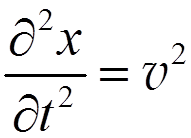 ∂²x/∂t² = v²